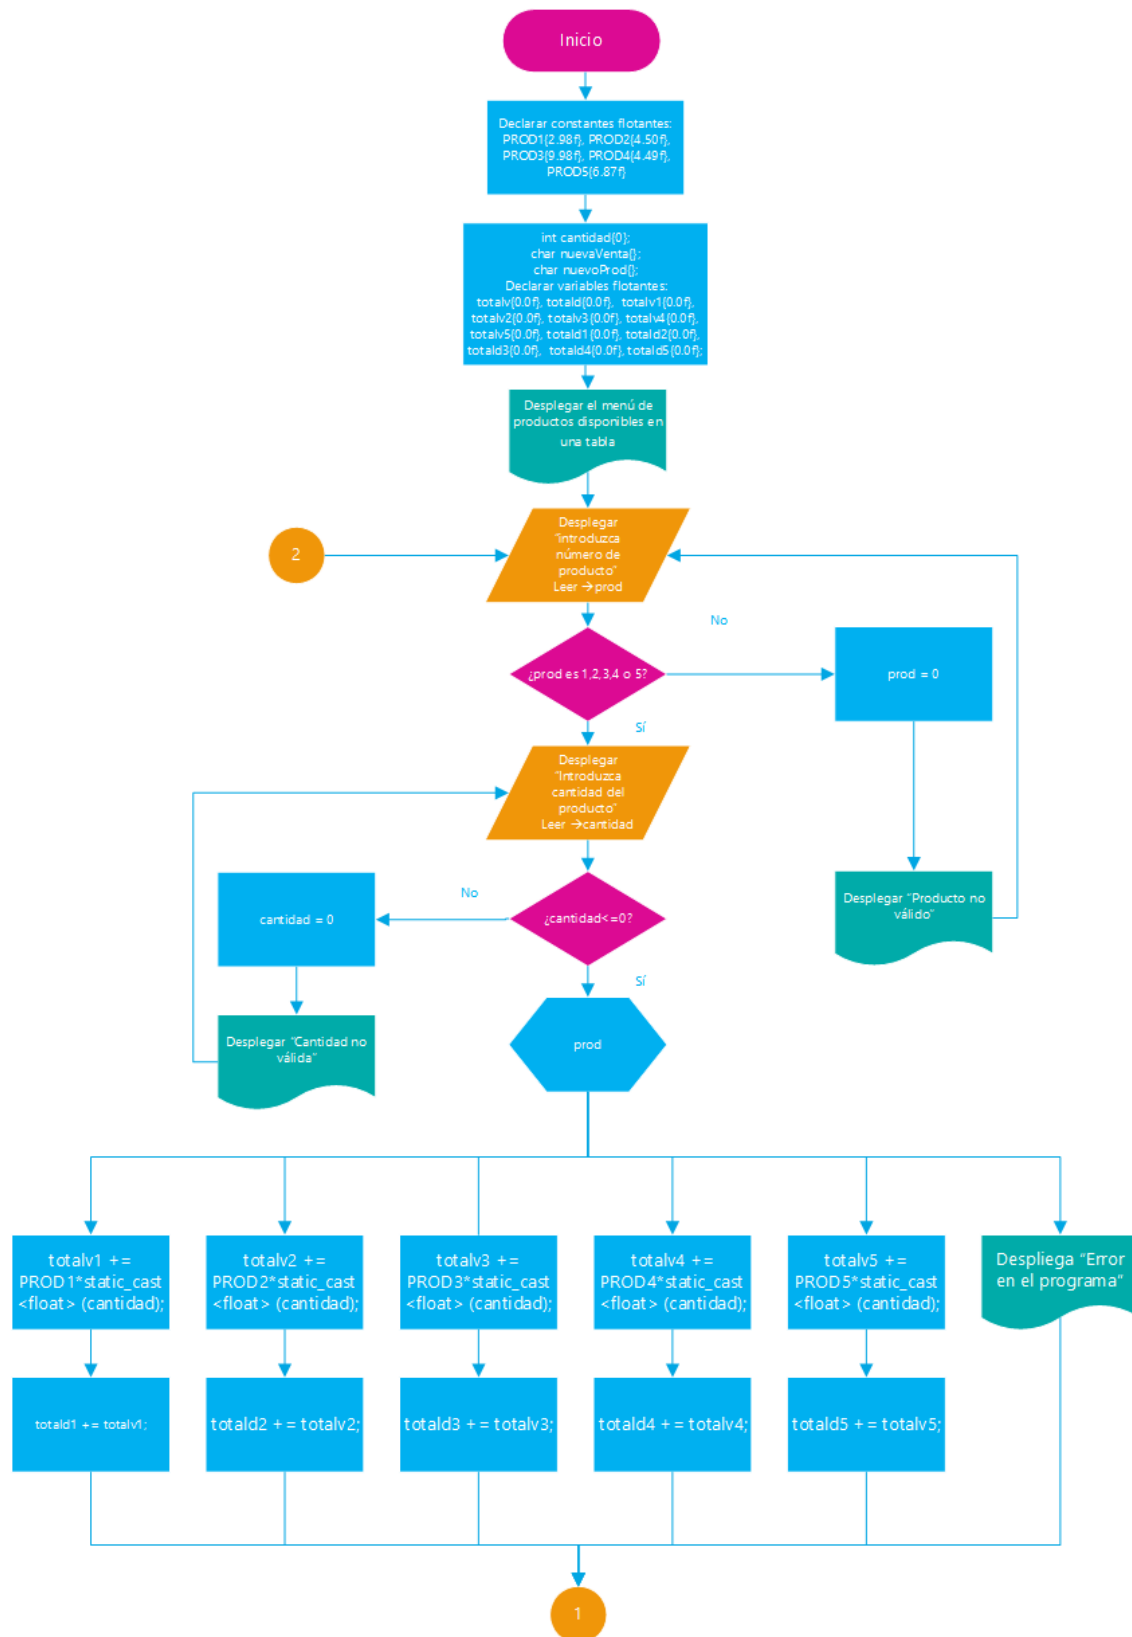 Inicio
Declarar constantes flotantes:
PROD1{2.98f}, PROD2{4.50f},
PROD3{9.98f}, PROD4{4.49f},
PROD5{6.87f}
int cantidad{0};
char nuevaVenta{};
char nuevoProd{};
Declarar variables flotantes:
totalv{0.0f}, totald{0.0f}, totalv1{0.0f},
totalv2{0.0f}, totalv3{0.0f}, totalv4{0.0f},
totalv5{0.0f}, totald1{0.0f}, totald2{0.0f},
totald3{0.0f}, totald4{0.0f}, totald5{0.0f};
Desplegar el menú de
productos disponibles en
una tabla
2
Desplegar
"introduzca
número de
producto"
Leer →prod
No
¿prod es 1,2,3,4 o 5?
prod = 0
Sí
Desplegar
"Introduzca
cantidad del
producto"
Leer →cantidad
No
cantidad = 0
¿cantidad<=0?
Desplegar "Producto no
válido"
Sí
Desplegar "Cantidad no
válida"
prod
totalv1 +=
PROD1*static_cast
<float> (cantidad);
totalv2 +=
PROD2*static_cast
<float> (cantidad);
totalv3 +=
PROD3*static_cast
<float> (cantidad);
totalv4 +=
PROD4*static_cast
<float> (cantidad);
totalv5 +=
PROD5*static_cast
<float> (cantidad);
Despliega "Error
en el programa"
totald1 += totalv1;
totald2 += totalv2;
totald3 += totalv3;
totald4 += totalv4;
totald5 += totalv5;
1